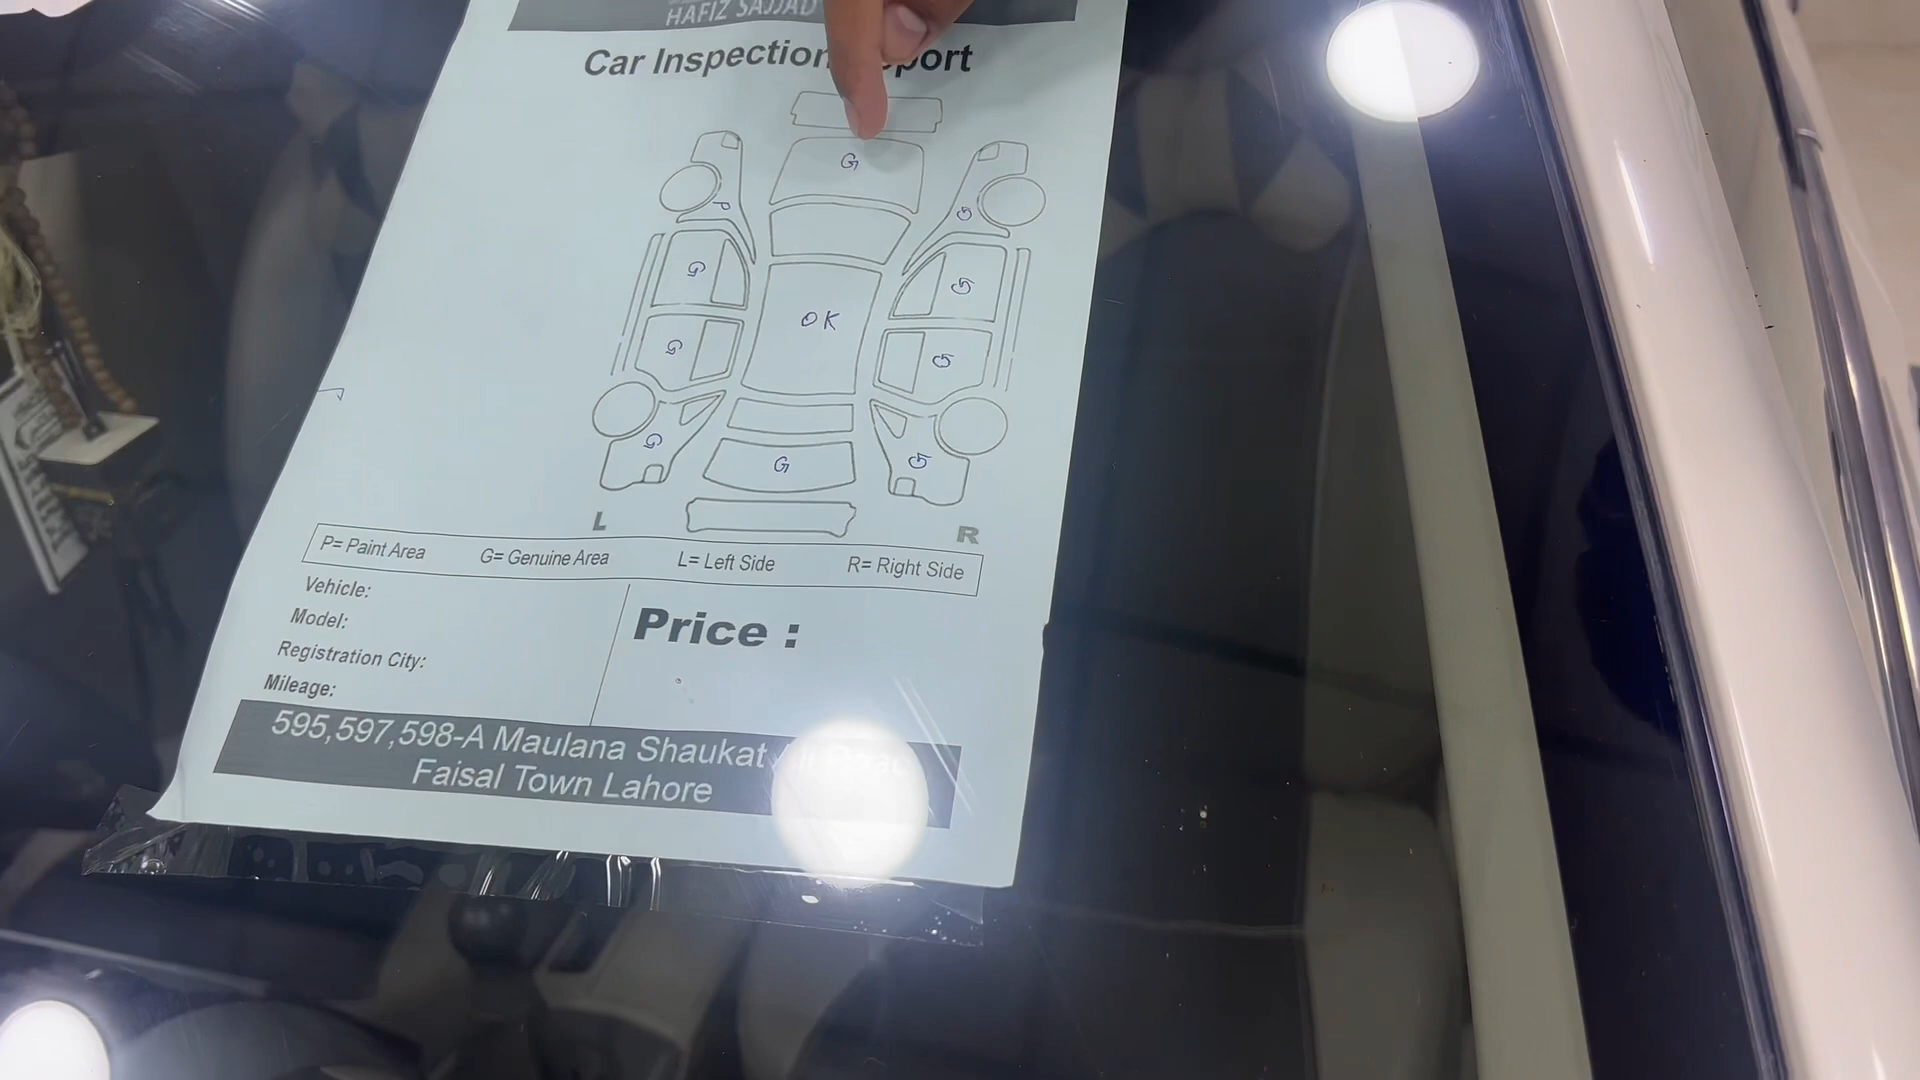 HAFIZ SAJJAD
Car Inspection
G
P
G
G
G
OK
G
G
G
G
G
L
R
P= Paint Area G= Genuine Area L= Left Side R= Right Side
Vehicle:
Model:
Registration City:
Mileage:
Price :
595,597,598-A Maulana Shaukat
Faisal Town Lahore